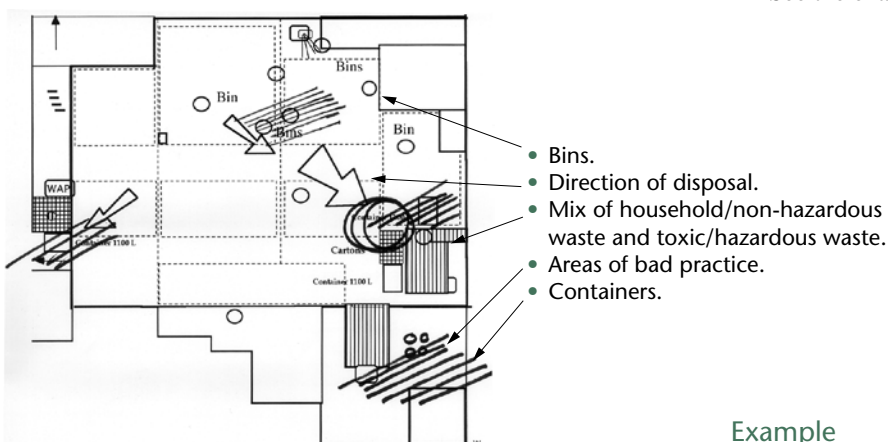 Bins
Bin
Bins
Bin
WAP
Container 1100 L
Cartons
Container 1100 L
• Bins.
• Direction of disposal.
• Mix of household/non-hazardous
waste and toxic/hazardous waste.
• Areas of bad practice.
• Containers.
Example